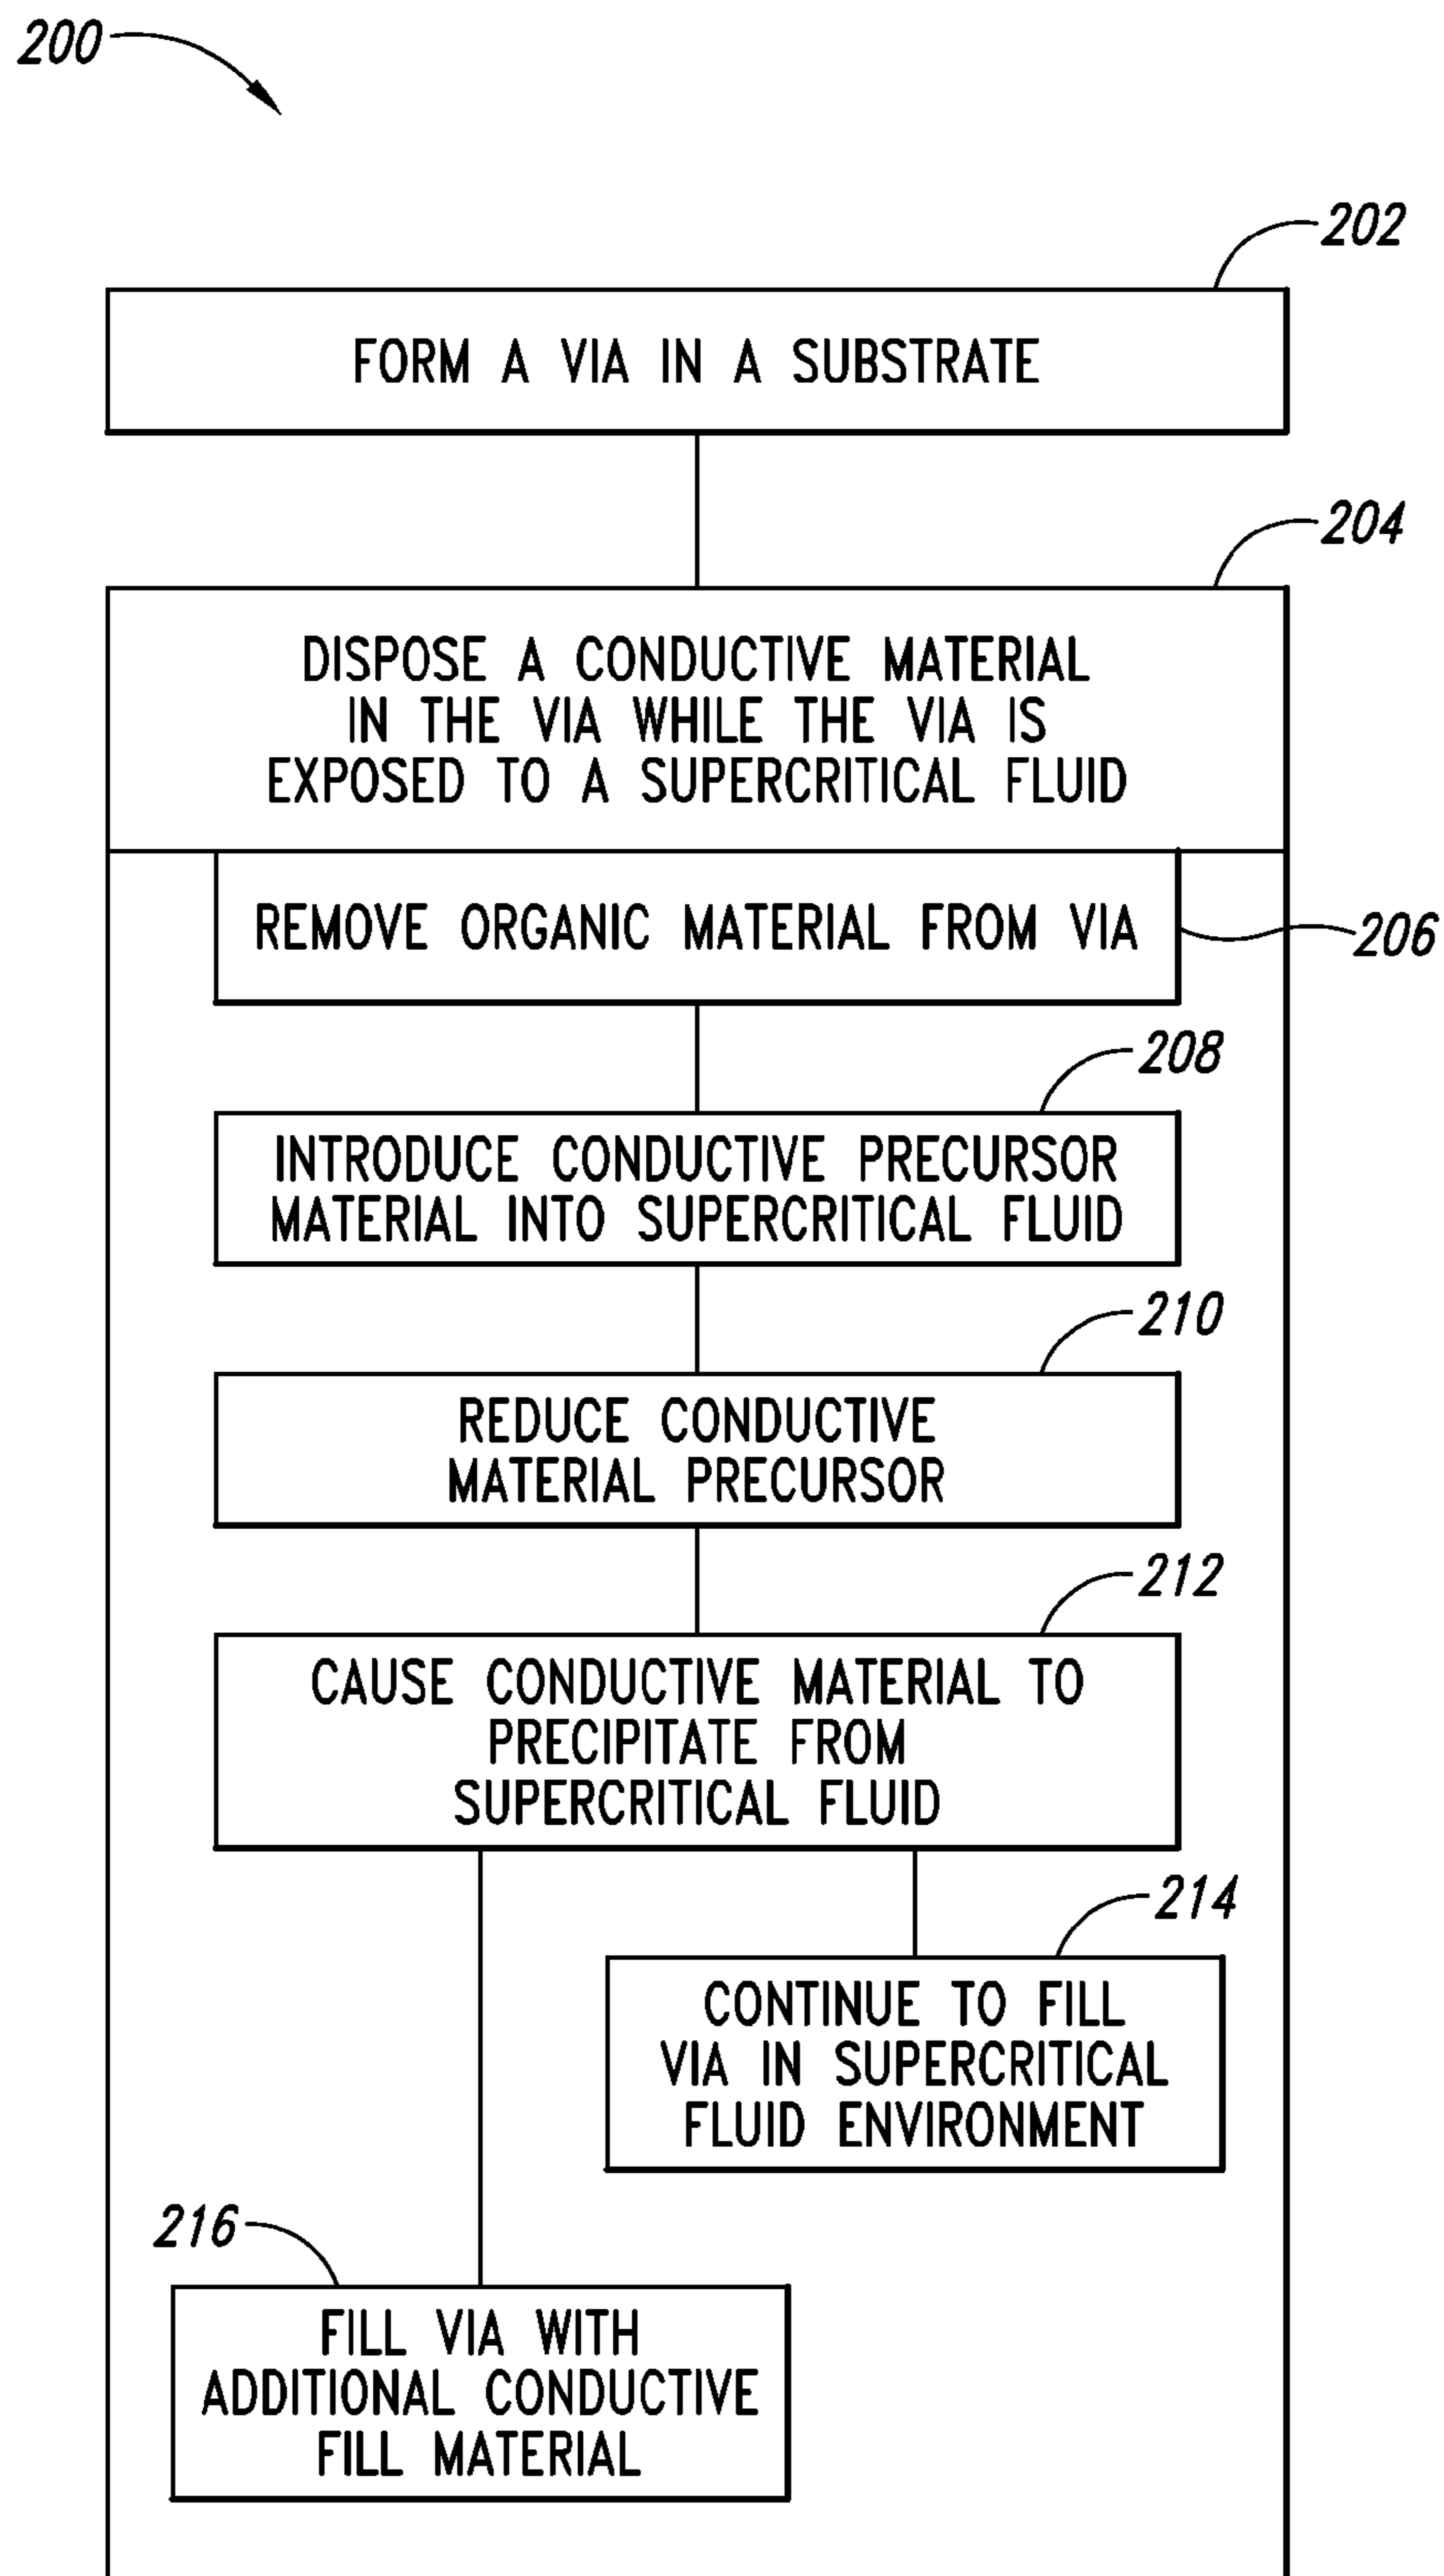 200
202
FORM A VIA IN A SUBSTRATE
204
DISPOSE A CONDUCTIVE MATERIAL
IN THE VIA WHILE THE VIA IS
EXPOSED TO A SUPERCRITICAL FLUID
REMOVE ORGANIC MATERIAL FROM VIA
206
208
INTRODUCE CONDUCTIVE PRECURSOR
MATERIAL INTO SUPERCRITICAL FLUID
210
REDUCE CONDUCTIVE
MATERIAL PRECURSOR
212
CAUSE CONDUCTIVE MATERIAL TO
PRECIPITATE FROM
SUPERCRITICAL FLUID
214
CONTINUE TO FILL
VIA IN SUPERCRITICAL
FLUID ENVIRONMENT
216
FILL VIA WITH
ADDITIONAL CONDUCTIVE
FILL MATERIAL